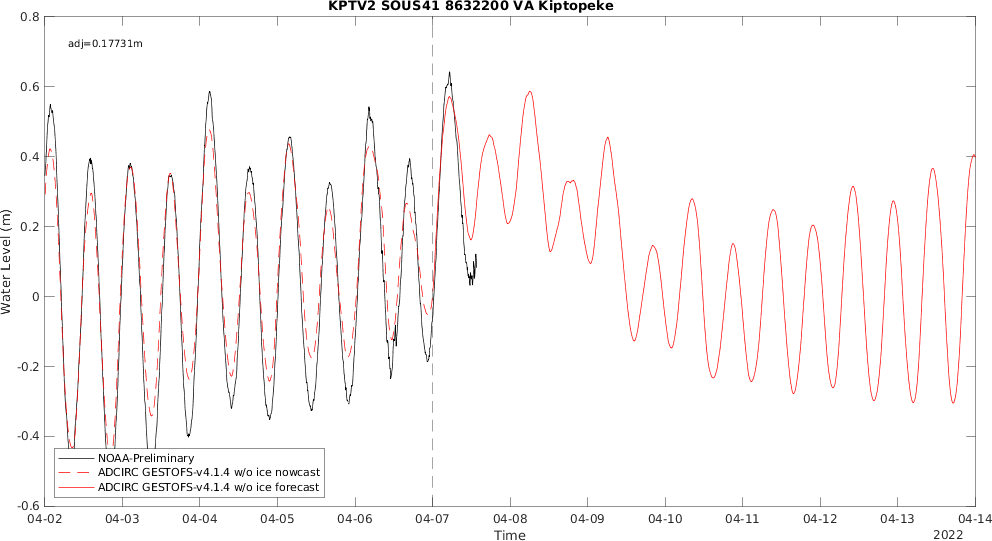 KPTV2 SOUS41 8632200 VA Kiptopeke
adj=0.17731m
Water Level (m)
0.8
0.6
0.4
0.2
0
-0.2
-0.4
-0.6
NOAA-Preliminary
ADCIRC GESTOFS-v4.1.4 w/o ice nowcast
ADCIRC GESTOFS-v4.1.4 w/o ice forecast
04-02 04-03 04-04 04-05 04-06 04-07 04-08 04-09 04-10 04-11 04-12 04-13 04-14
Time
2022